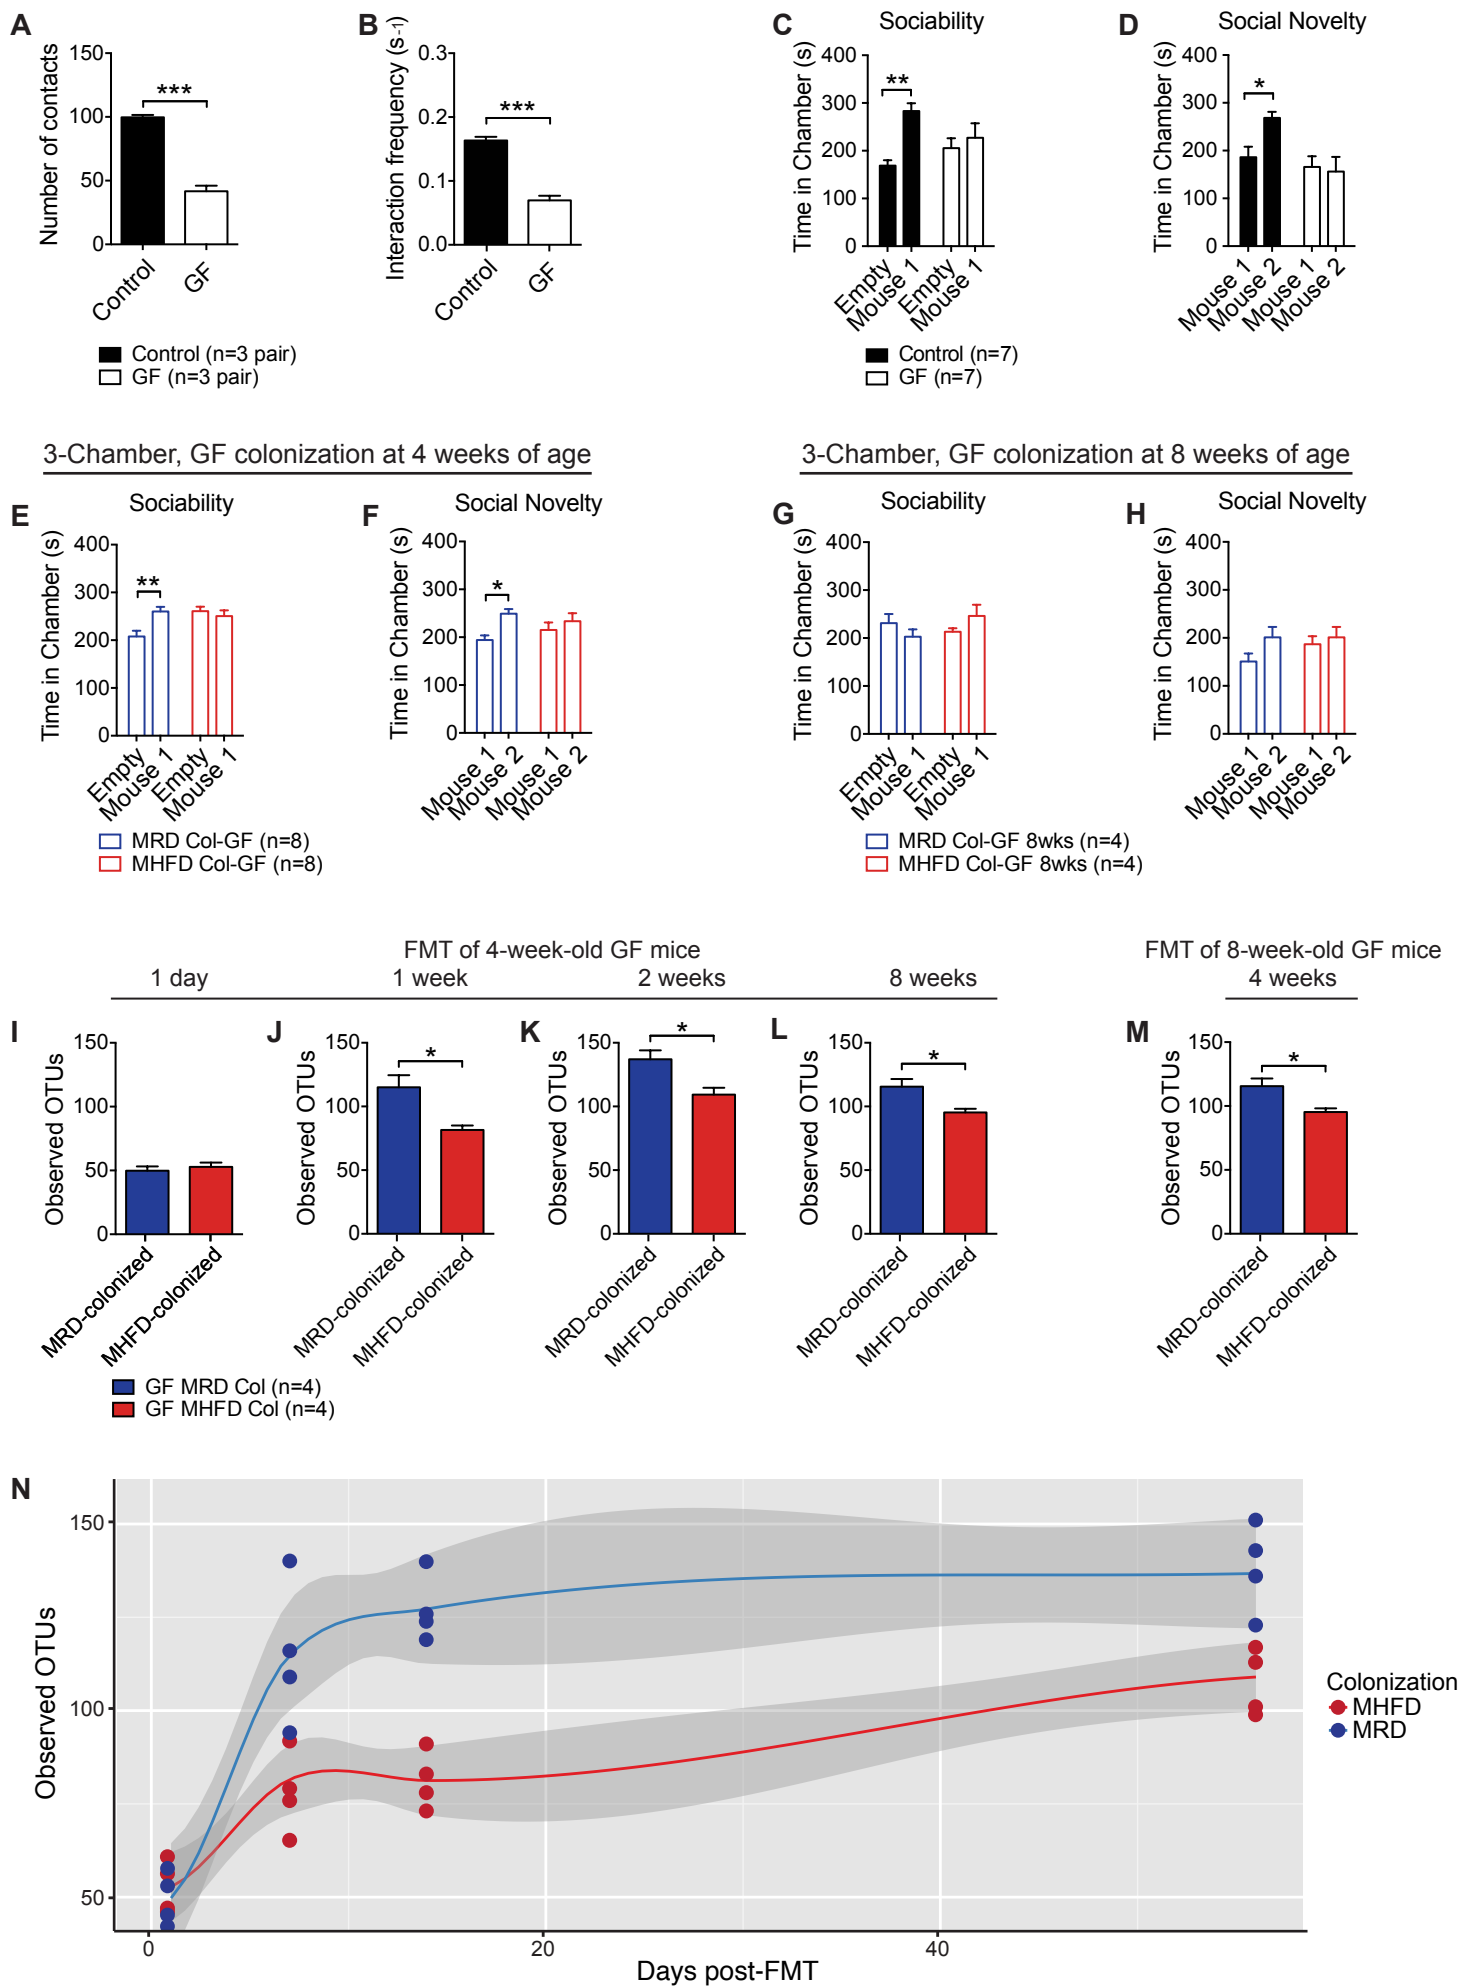 A
Number of contacts
150
100
50
0
***
Control
GF
Control (n=3 pair)
GF (n=3 pair)
B
Interaction frequency (s-1)
0.3
0.2
0.1
0.0
***
Control
GF
C
Sociability
Time in Chamber (s)
400
300
200
100
0
**
Empty
Mouse 1
Empty
Mouse 1
Control (n=7)
GF (n=7)
D
Social Novelty
Time in Chamber (s)
400
300
200
100
0
*
Mouse 1
Mouse 2
Mouse 1
Mouse 2
3-Chamber, GF colonization at 4 weeks of age
E
Sociability
Time in Chamber (s)
400
300
200
100
0
**
Empty
Mouse 1
Empty
Mouse 1
MRD Col-GF (n=8)
MHFD Col-GF (n=8)
F
Social Novelty
Time in Chamber (s)
400
300
200
100
0
*
Mouse 1
Mouse 2
Mouse 1
Mouse 2
3-Chamber, GF colonization at 8 weeks of age
G
Sociability
Time in Chamber (s)
400
300
200
100
0
Empty
Mouse 1
Empty
Mouse 1
MRD Col-GF 8wks (n=4)
MHFD Col-GF 8wks (n=4)
H
Social Novelty
Time in Chamber (s)
400
300
200
100
0
Mouse 1
Mouse 2
Mouse 1
Mouse 2
FMT of 4-week-old GF mice
1 day
1 week
2 weeks
8 weeks
FMT of 8-week-old GF mice
4 weeks
I
Observed OTUs
150
100
50
0
MRD-colonized
MHFD-colonized
GF MRD Col (n=4)
GF MHFD Col (n=4)
J
Observed OTUs
150
100
50
0
*
MRD-colonized
MHFD-colonized
K
Observed OTUs
150
100
50
0
*
MRD-colonized
MHFD-colonized
L
Observed OTUs
150
100
50
0
*
MRD-colonized
MHFD-colonized
M
Observed OTUs
150
100
50
0
*
MRD-colonized
MHFD-colonized
N
Observed OTUs
150
100
50
0
20
40
Days post-FMT
Colonization
MHFD
MRD